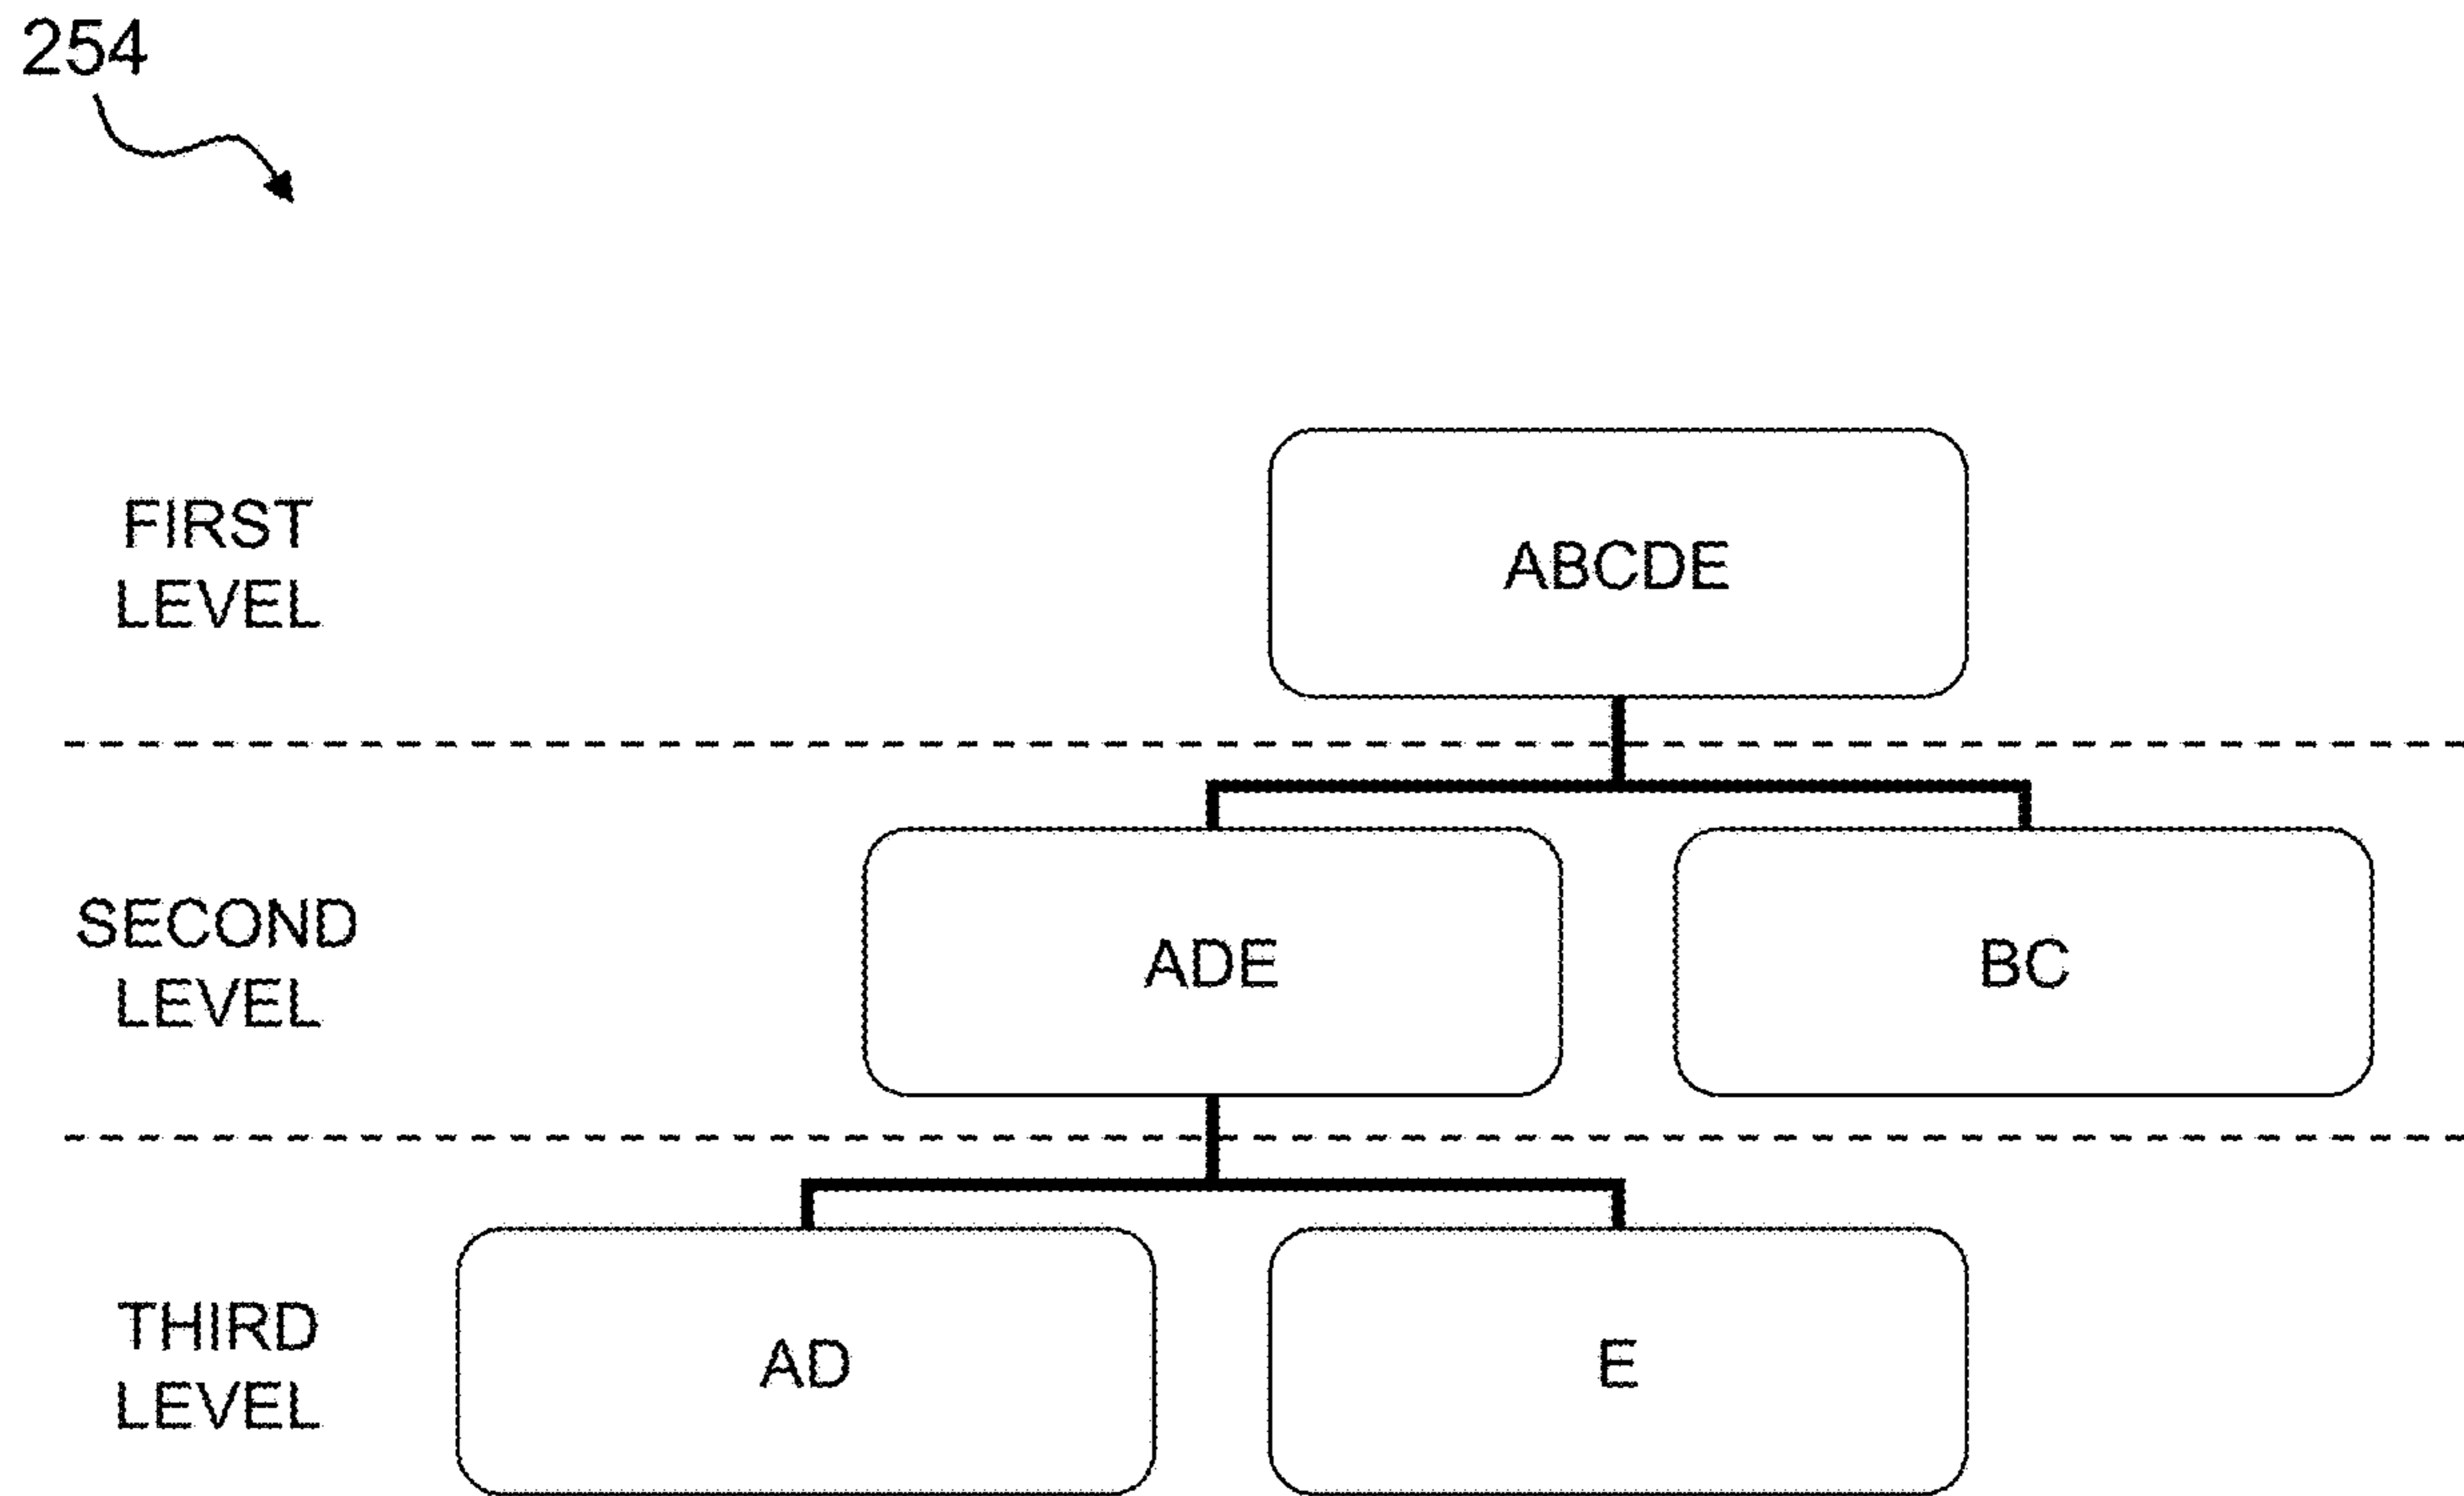 254
FIRST
LEVEL
ABCDE
SECOND
LEVEL
ADE
BC
THIRD
LEVEL
AD
E